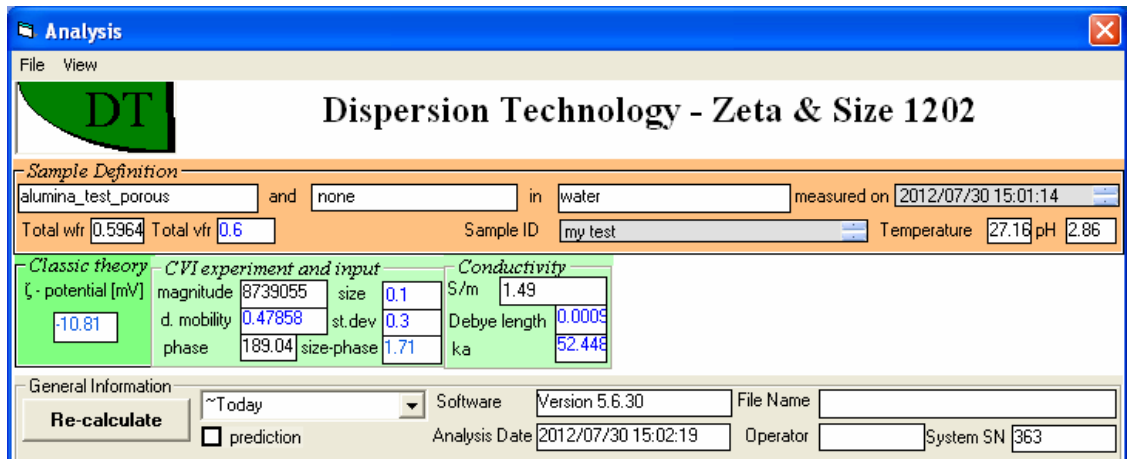 Analysis
File View
DT
Dispersion Technology - Zeta & Size 1202
Sample Definition
alumina_test_porous and none in water measured on 2012/07/30 15:01:14
Total wfr 0.5964 Total vfr 0.6 Sample ID my test Temperature 27.16 pH 2.86
Classic theory CVI experiment and input Conductivity
ζ - potential [mV] magnitude 8739055 size 0.1 S/m 1.49
-10.81 d. mobility 0.47858 st.dev 0.3 Debye length 0.0009
phase 189.04 size-phase 1.71 ka 52.448
General Information
Re-calculate ~Today Software Version 5.6.30 File Name
prediction Analysis Date 2012/07/30 15:02:19 Operator System SN 363